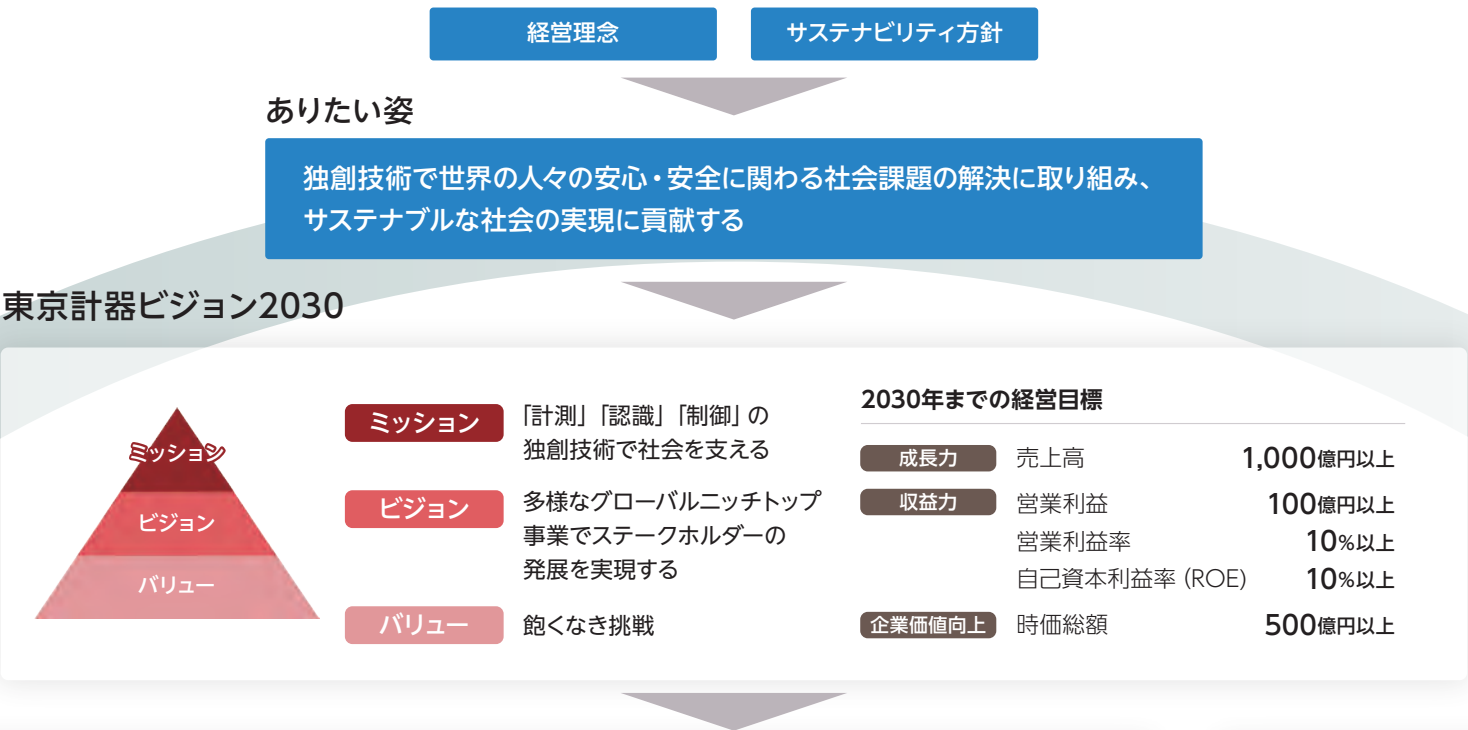 経営理念
サステナビリティ方針
ありたい姿
独創技術で世界の人々の安心・安全に関わる社会課題の解決に取り組み、
サステナブルな社会の実現に貢献する
東京計器ビジョン2030
ミッション
ビジョン
バリュー
ミッション
「計測」「認識」「制御」の
独創技術で社会を支える
ビジョン
多様なグローバルニッチトップ
事業でステークホルダーの
発展を実現する
バリュー
飽くなき挑戦
2030年までの経営目標
成長力 売上高 1,000億円以上
収益力 営業利益 100億円以上
営業利益率 10%以上
自己資本利益率 (ROE) 10%以上
企業価値向上 時価総額 500億円以上